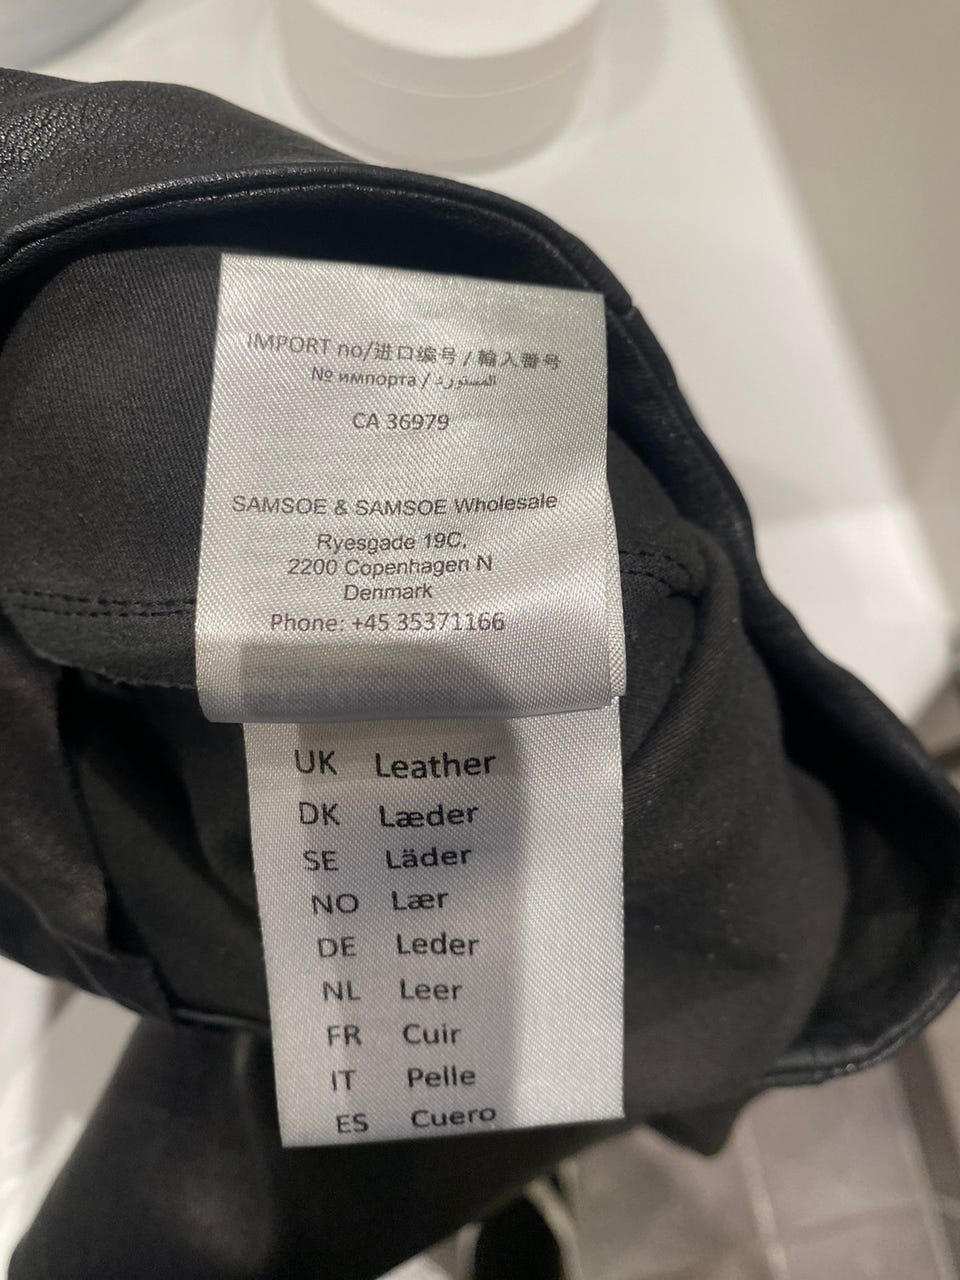 IMPORT no/进口编号/輸入番号
№ импорта / المستورد
CA 36979
SAMSOE & SAMSOE Wholesale
Ryesgade 19C,
2200 Copenhagen N
Denmark
Phone: +45 35371166
UK Leather
DK Læder
SE Läder
NO Lær
DE Leder
NL Leer
FR Cuir
IT Pelle
ES Cuero